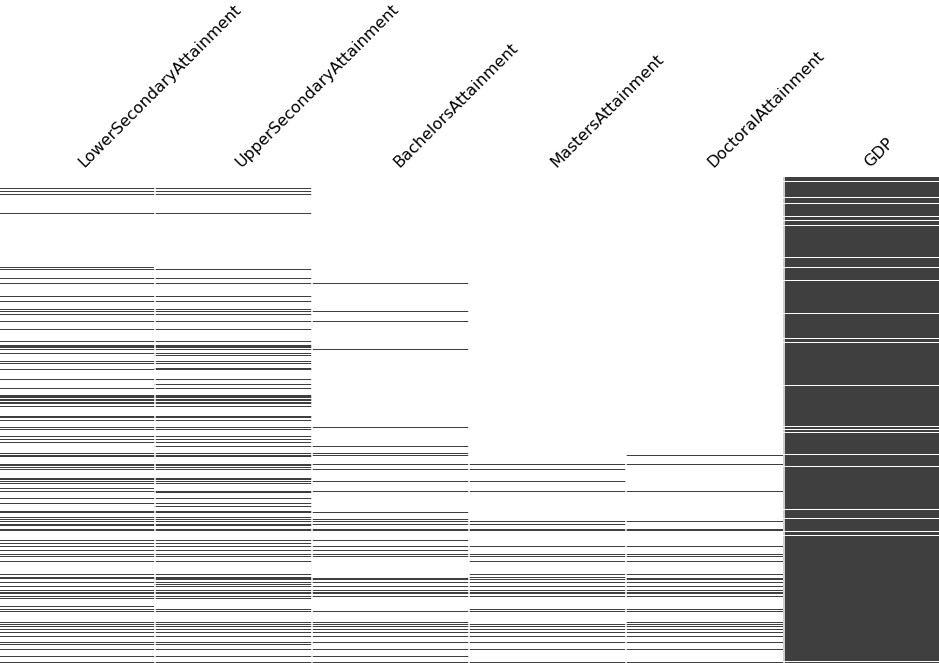 LowerSecondaryAttainment
UpperSecondaryAttainment
BachelorsAttainment
MastersAttainment
DoctoralAttainment
GDP